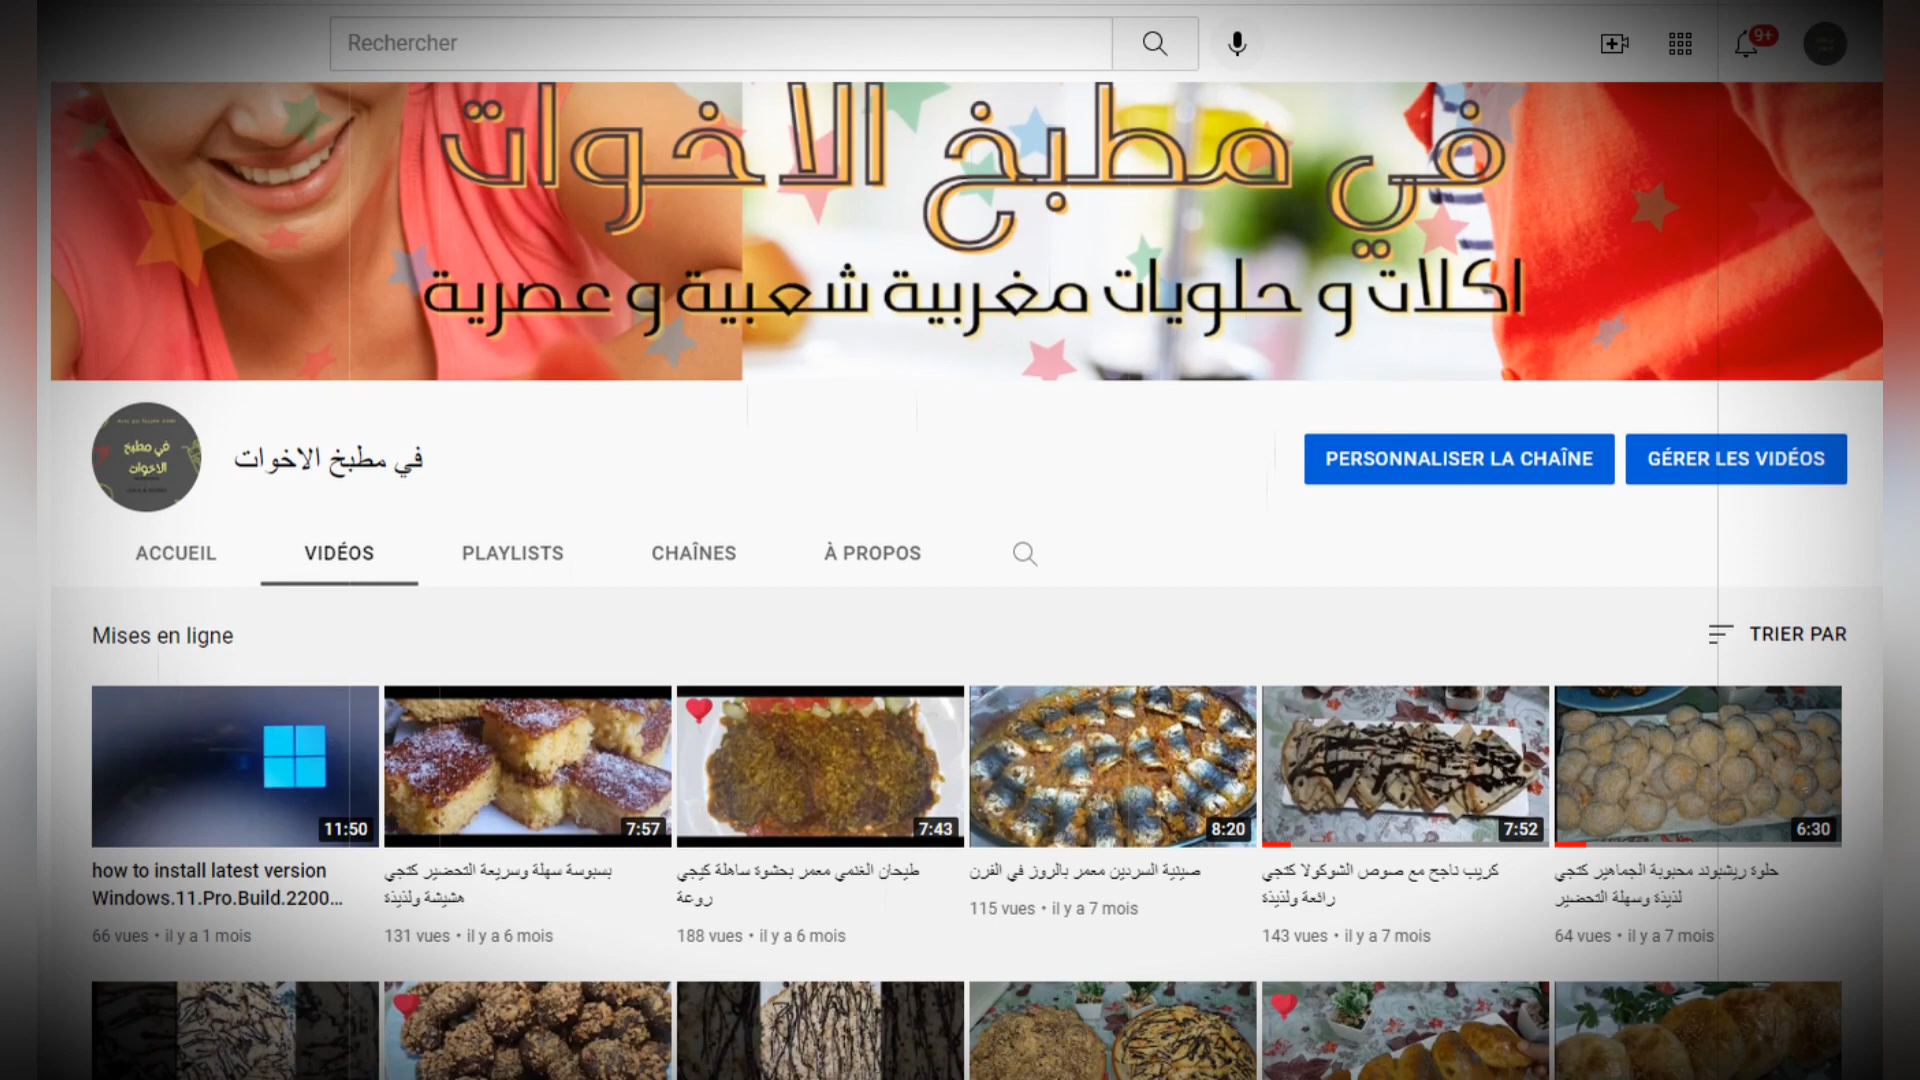 Rechercher
9+
في مطبخ الاخوات
اكلات و حلويات مغربية شعبية و عصرية
في مطبخ
الاخوات
في مطبخ الاخوات
PERSONNALISER LA CHAÎNE
GÉRER LES VIDÉOS
ACCUEIL
VIDÉOS
PLAYLISTS
CHAÎNES
À PROPOS
Mises en ligne
TRIER PAR
11:50
how to install latest version
Windows.11.Pro.Build.2200...
66 vues • il y a 1 mois
7:57
بسبوسة سهلة وسريعة التحضير كتجي
هشيشة ولذيذة
131 vues • il y a 6 mois
7:43
طيحان الغنمي معمر بحشوة ساهلة كيجي
روعة
188 vues • il y a 6 mois
8:20
صينية السردين معمر بالروز في الفرن
115 vues • il y a 7 mois
7:52
كريب ناجح مع صوص الشوكولا كتجي
رائعة ولذيذة
143 vues • il y a 7 mois
6:30
حلوة ريشبوند محبوبة الجماهير كتجي
لذيذة وسهلة التحضير
64 vues • il y a 7 mois